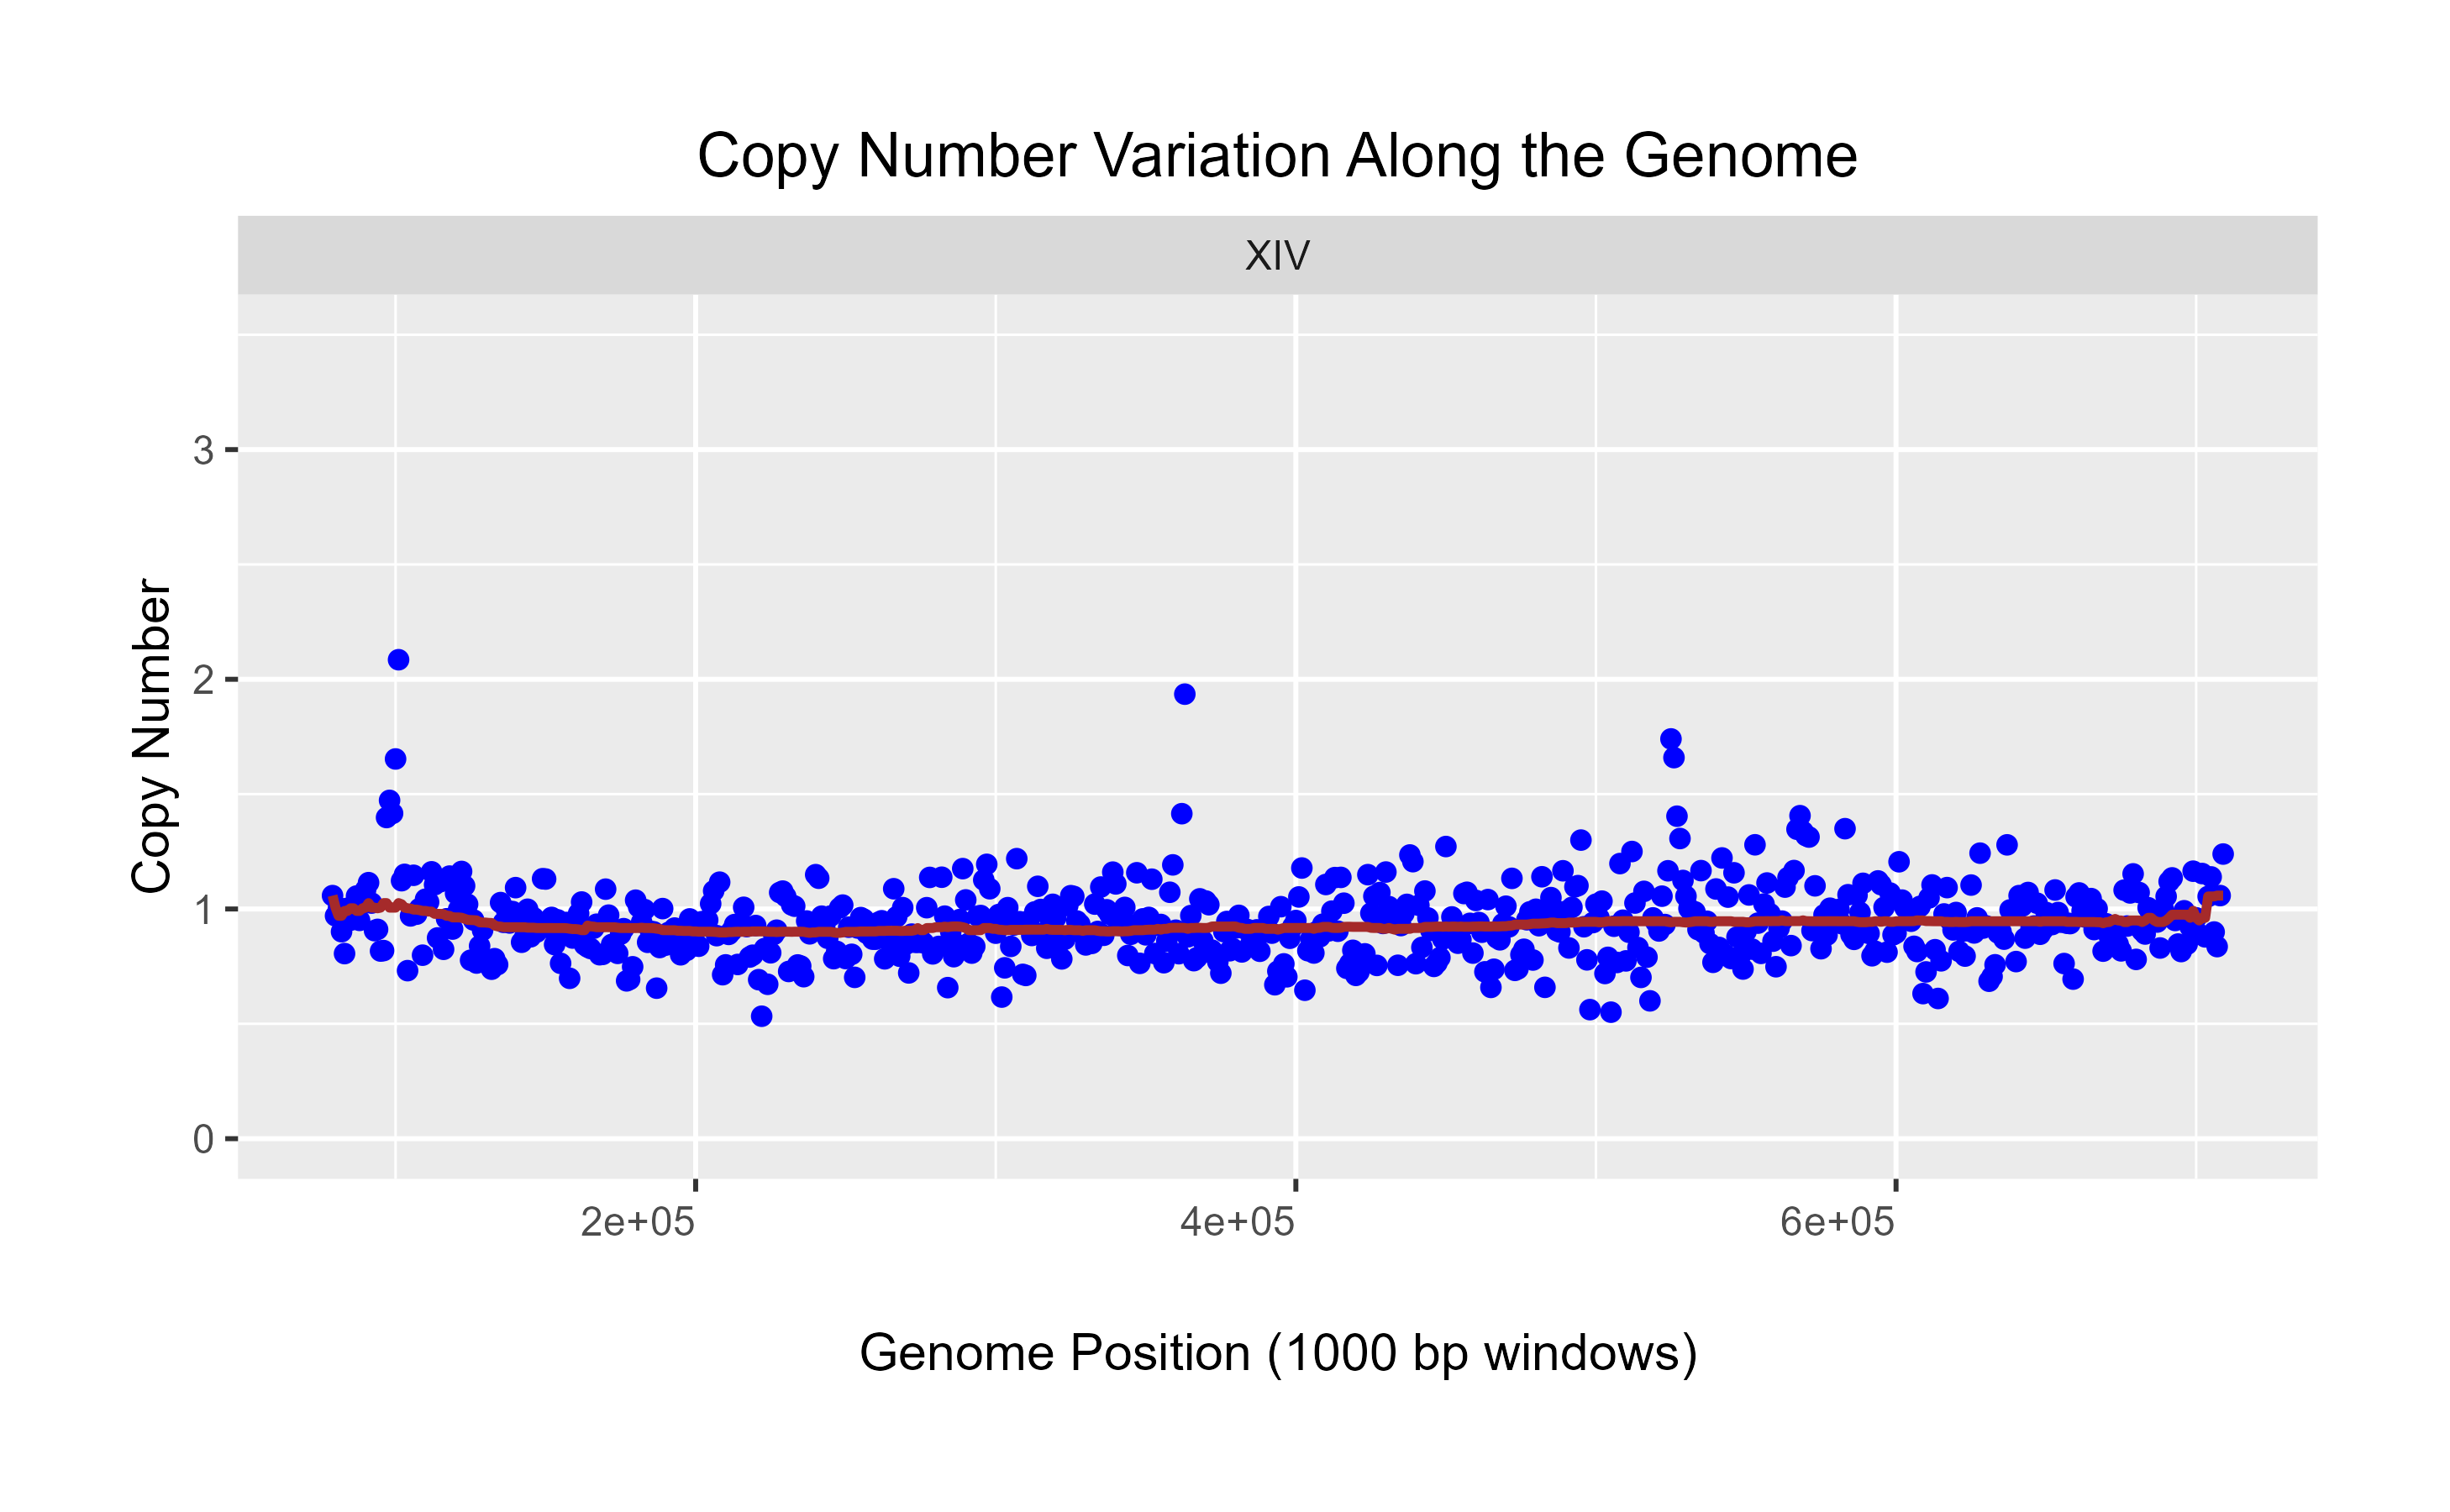 Copy Number Variation Along the Genome
XIV
Copy Number
3
2
1
0
2e+05 4e+05 6e+05
Genome Position (1000 bp windows)